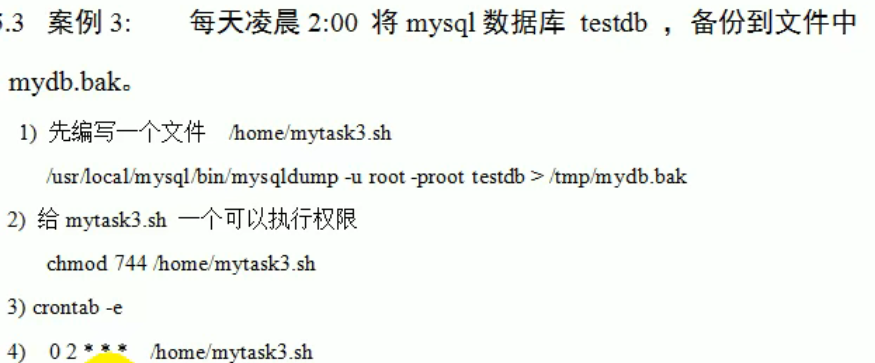 5.3 案例 3: 每天凌晨 2:00 将 mysql 数据库 testdb ，备份到文件中
mydb.bak。
1) 先编写一个文件 /home/mytask3.sh
/usr/local/mysql/bin/mysqldump -u root -proot testdb > /tmp/mydb.bak
2) 给 mytask3.sh 一个可以执行权限
chmod 744 /home/mytask3.sh
3) crontab -e
4) 0 2 * * * /home/mytask3.sh